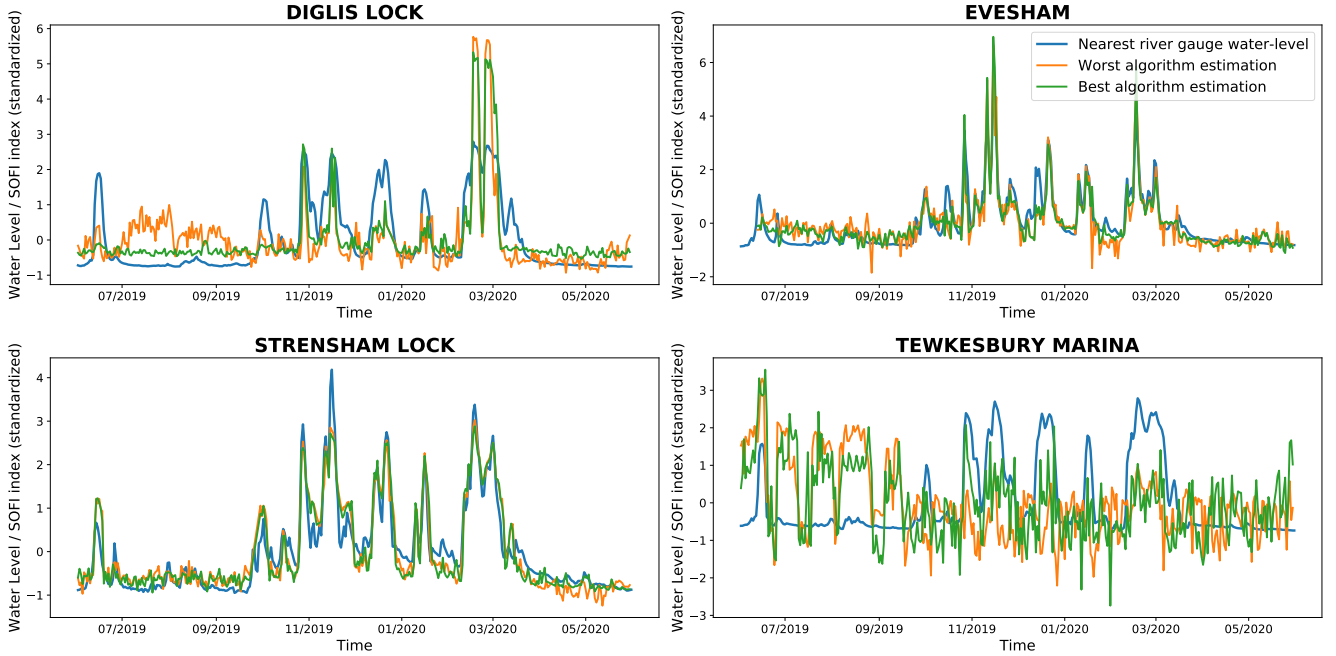 DIGLIS LOCK
Water Level / SOFI index (standardized)
6
5
4
3
2
1
0
−1
07/2019 09/2019 11/2019 01/2020 03/2020 05/2020
Time
EVESHAM
Water Level / SOFI index (standardized)
Nearest river gauge water-level
Worst algorithm estimation
Best algorithm estimation
6
4
2
0
−2
07/2019 09/2019 11/2019 01/2020 03/2020 05/2020
Time
STRENSHAM LOCK
Water Level / SOFI index (standardized)
4
3
2
1
0
−1
07/2019 09/2019 11/2019 01/2020 03/2020 05/2020
Time
TEWKESBURY MARINA
Water Level / SOFI index (standardized)
3
2
1
0
−1
−2
−3
07/2019 09/2019 11/2019 01/2020 03/2020 05/2020
Time